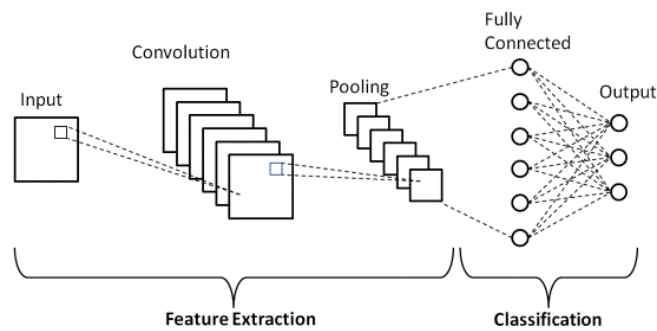 Input
Convolution
Pooling
Fully
Connected
Output
Feature Extraction
Classification